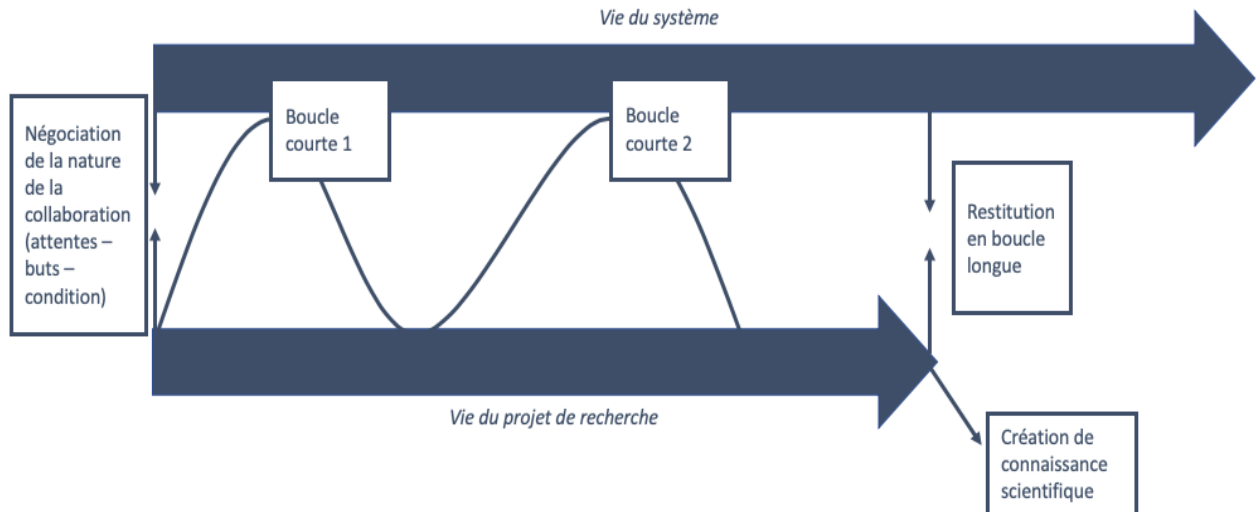 Vie du système
Négociation
de la nature
de la
collaboration
(attentes –
buts –
condition)
Boucle
courte 1
Boucle
courte 2
Restitution
en boucle
longue
Vie du projet de recherche
Création de
connaissance
scientifique